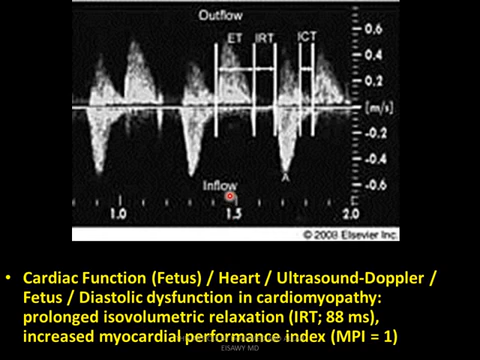 Outflow
ET IRT ICT
0.6
0.4
0.2
[m/s]
-0.2
-0.4
-0.6
A
Inflow
1.0 1.5 2.0
© 2008 Elsevier Inc.
• Cardiac Function (Fetus) / Heart / Ultrasound-Doppler /
Fetus / Diastolic dysfunction in cardiomyopathy:
prolonged isovolumetric relaxation (IRT; 88 ms),
increased myocardial performance index (MPI = 1)
EISAWY MD